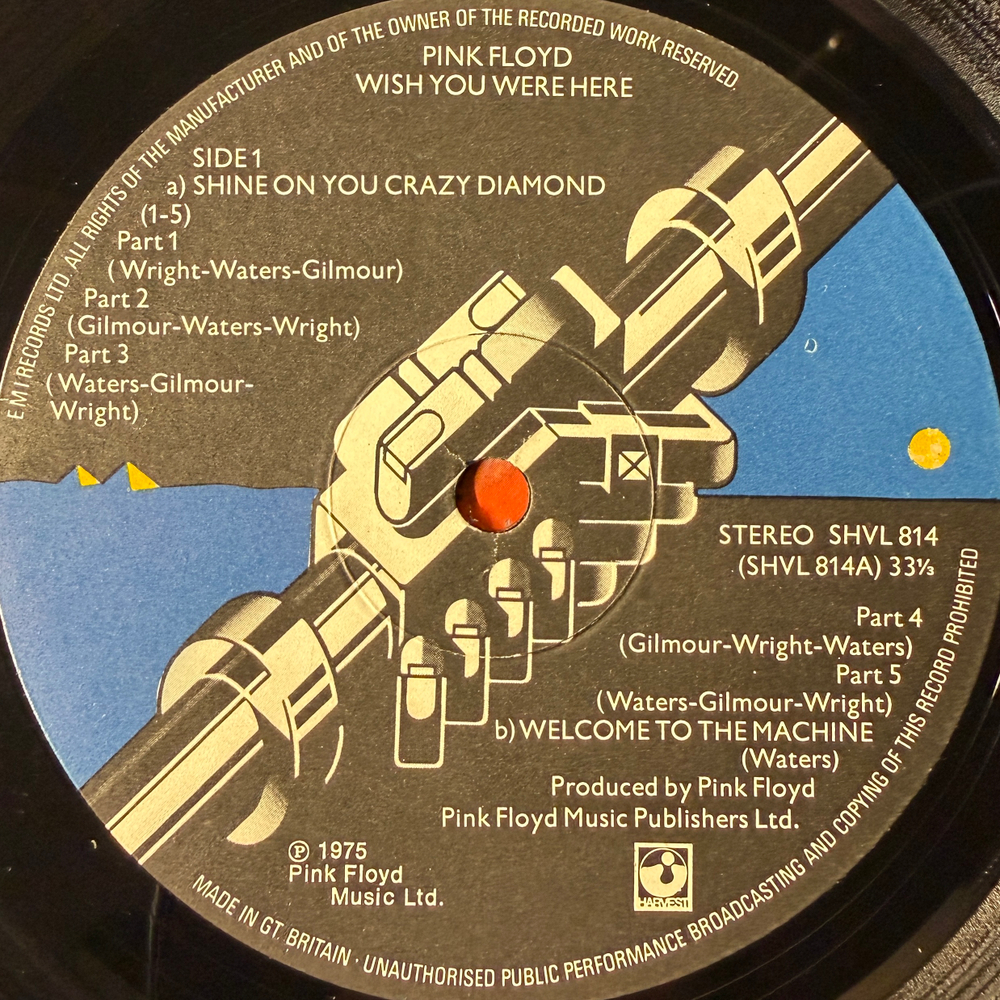 E M I RECORDS LTD ALL RIGHTS OF THE MANUFACTURER AND OF THE OWNER OF THE RECORDED WORK RESERVED.
PINK FLOYD
WISH YOU WERE HERE
SIDE 1
a) SHINE ON YOU CRAZY DIAMOND
(1-5)
Part 1
(Wright-Waters-Gilmour)
Part 2
(Gilmour-Waters-Wright)
Part 3
(Waters-Gilmour-
Wright)
STEREO SHVL 814
(SHVL 814A) 33⅓
Part 4
(Gilmour-Wright-Waters)
Part 5
(Waters-Gilmour-Wright)
b) WELCOME TO THE MACHINE
(Waters)
Produced by Pink Floyd
Pink Floyd Music Publishers Ltd.
℗ 1975
Pink Floyd
Music Ltd.
HARVEST
MADE IN GT. BRITAIN · UNAUTHORISED PUBLIC PERFORMANCE BROADCASTING AND COPYING OF THIS RECORD PROHIBITED